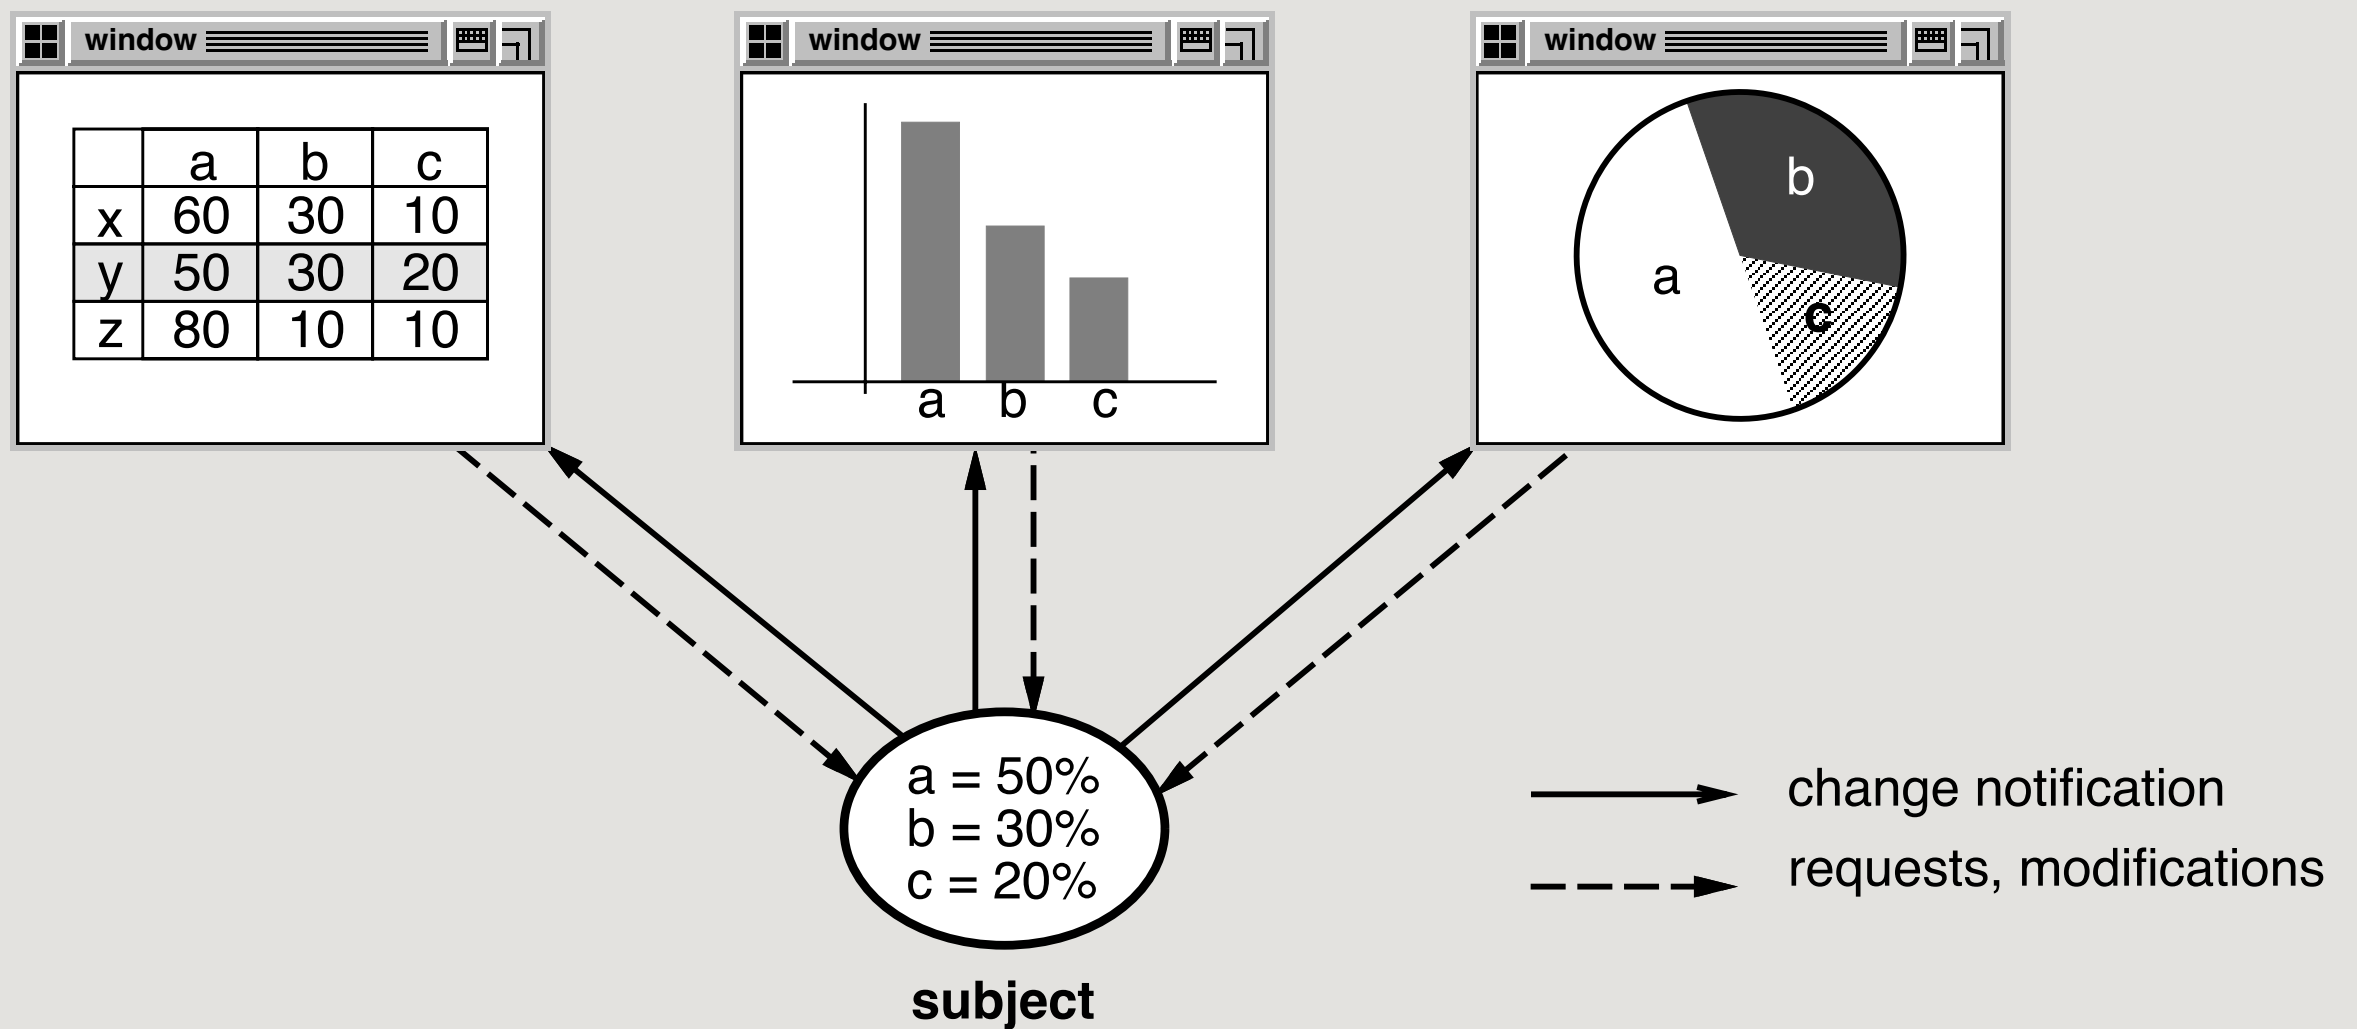 window
a b c
x 60 30 10
y 50 30 20
z 80 10 10
window
a b c
window
b
a
c
a = 50%
b = 30%
c = 20%
subject
change notification
requests, modifications